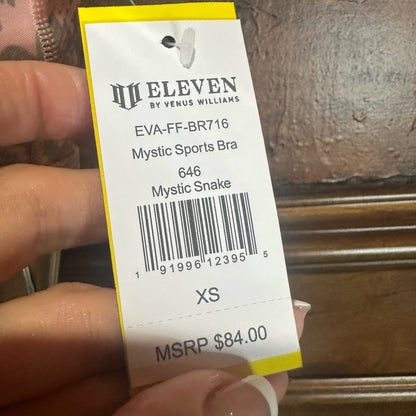 ELEVEN
BY VENUS WILLIAMS
EVA-FF-BR716
Mystic Sports Bra
646
Mystic Snake
1 91996 12395 5
XS
MSRP $84.00